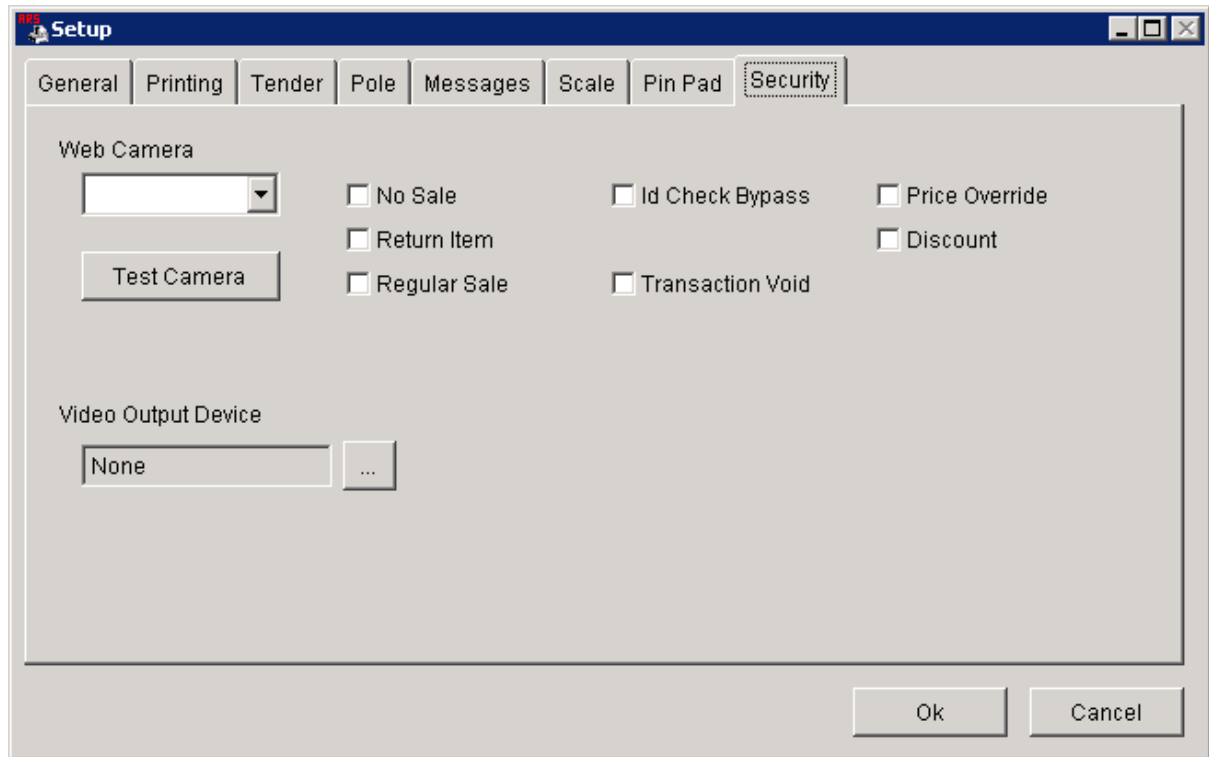 ARS
Setup
General Printing Tender Pole Messages Scale Pin Pad Security
Web Camera
No Sale Id Check Bypass Price Override
Return Item Discount
Test Camera
Regular Sale Transaction Void
Video Output Device
None ...
Ok Cancel